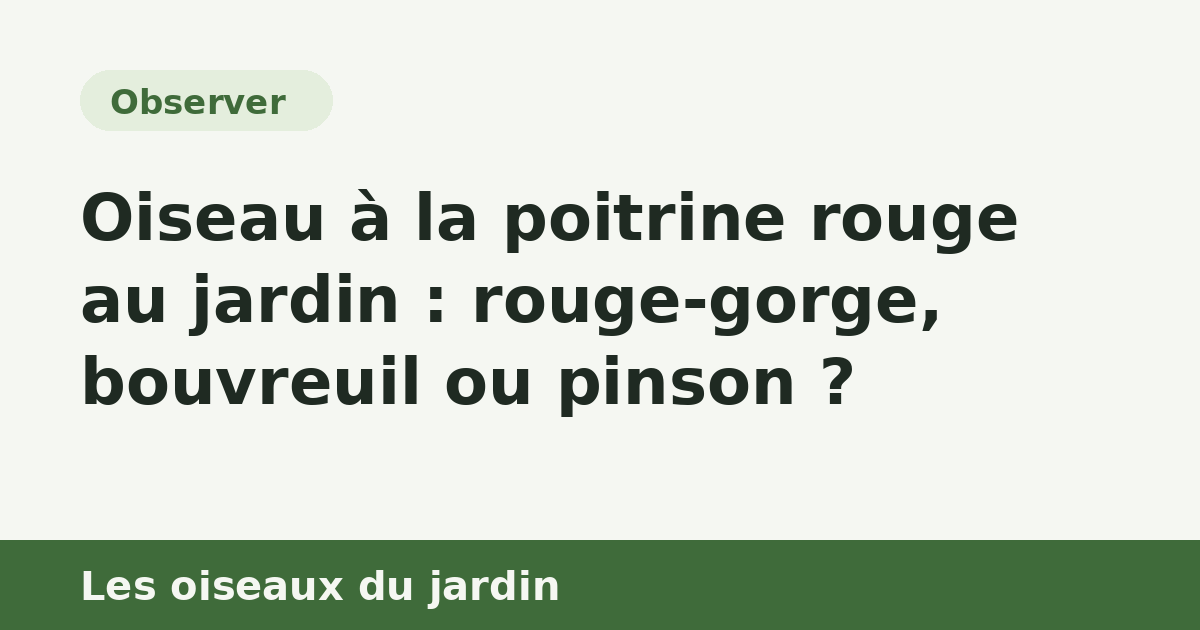 Observer
Oiseau à la poitrine rouge
au jardin : rouge-gorge,
bouvreuil ou pinson ?
Les oiseaux du jardin